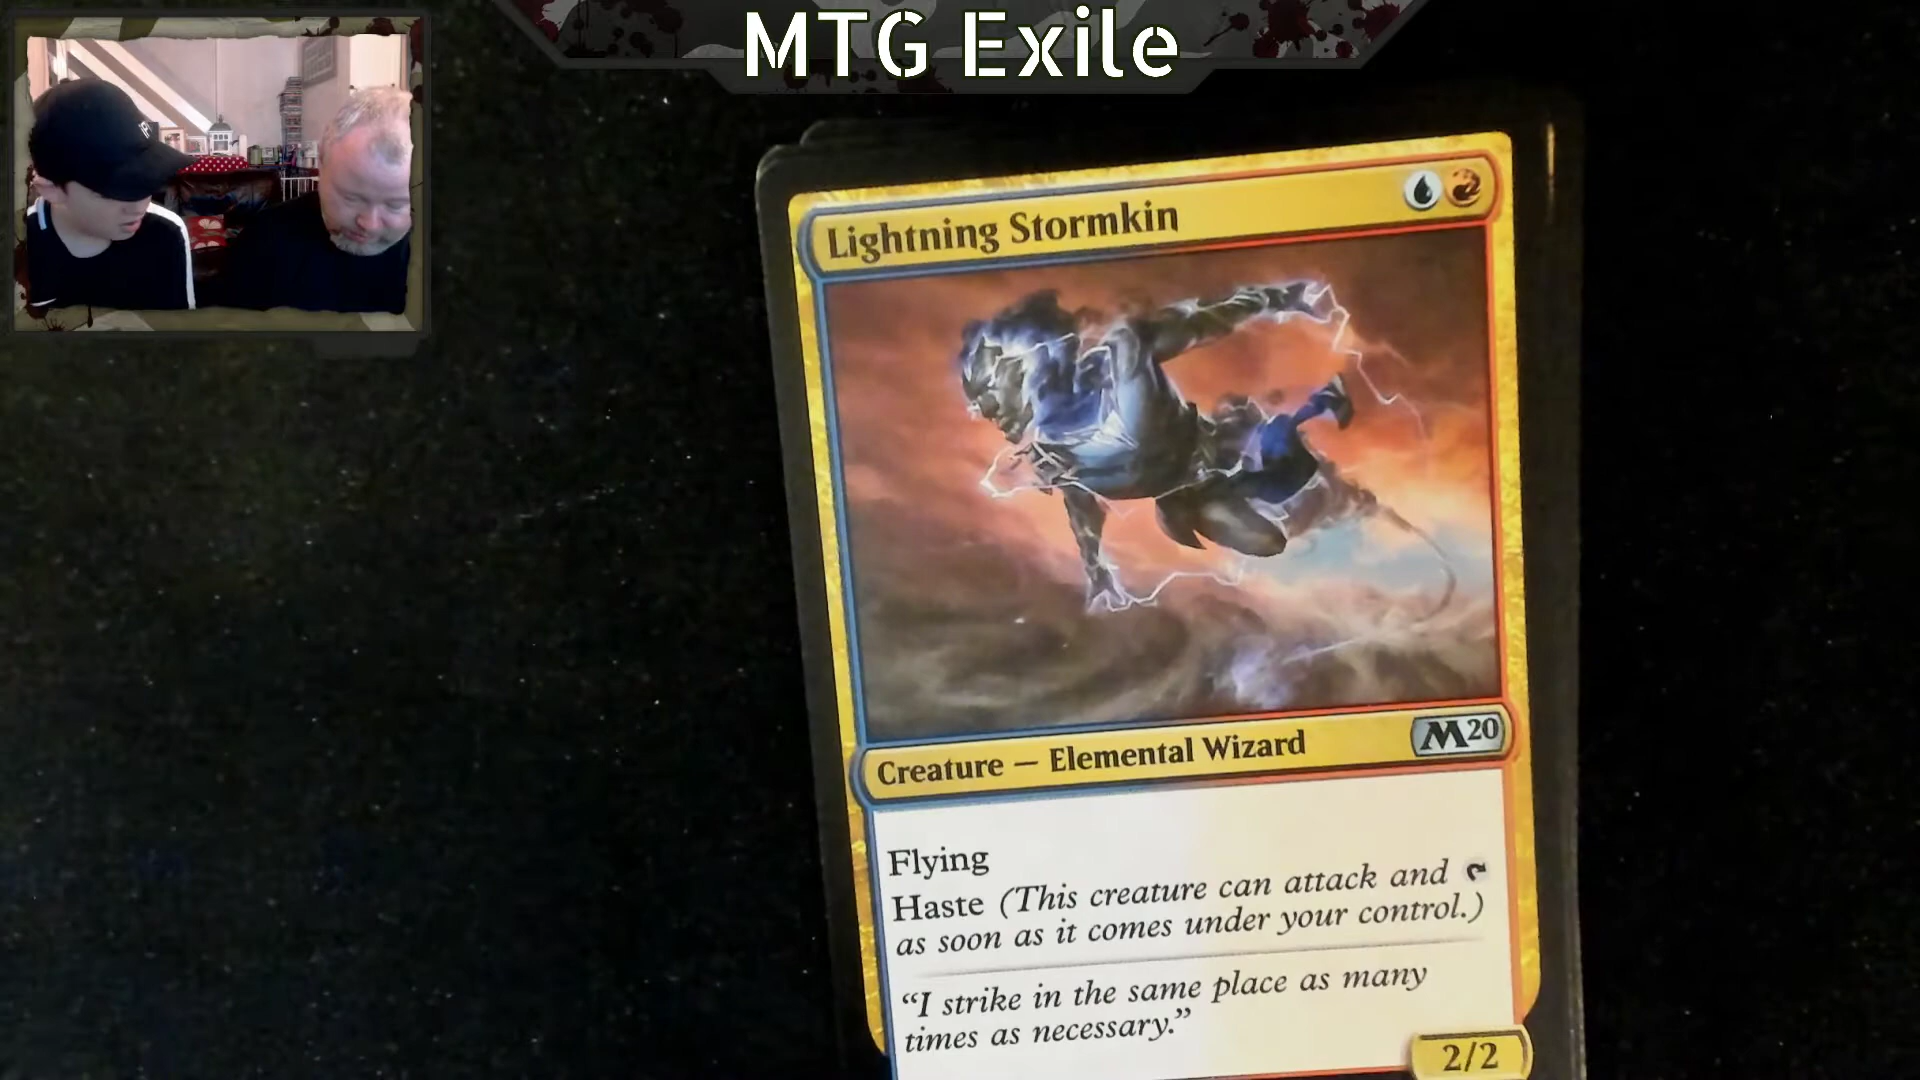 MTG Exile
Lightning Stormkin
Creature — Elemental Wizard
M20
Flying
Haste (This creature can attack and
as soon as it comes under your control.)
“I strike in the same place as many
times as necessary.”
2/2